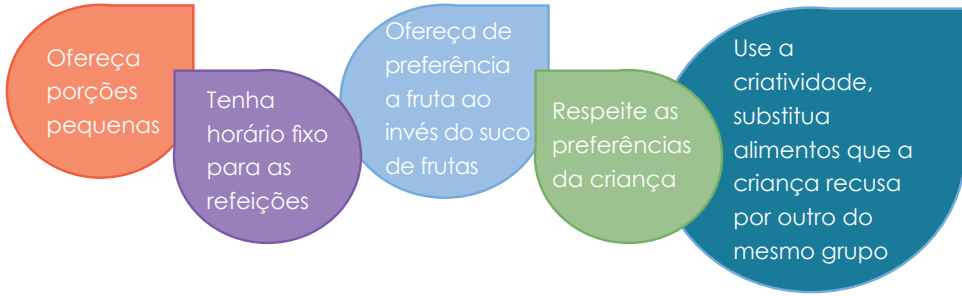 Ofereça
porções
pequenas
Tenha
horário fixo
para as
refeições
Ofereça de
preferência
a fruta ao
invés do suco
de frutas
Respeite as
preferências
da criança
Use a
criatividade,
substitua
alimentos que a
criança recusa
por outro do
mesmo grupo